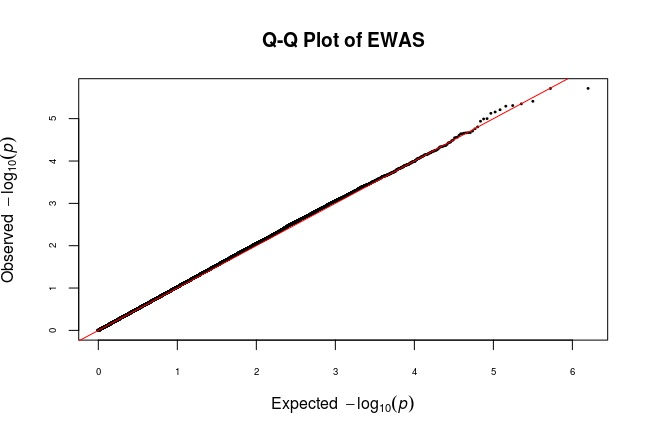 Q-Q Plot of EWAS
Observed −log10(p)
5
4
3
2
1
0
0 1 2 3 4 5 6
Expected −log10(p)